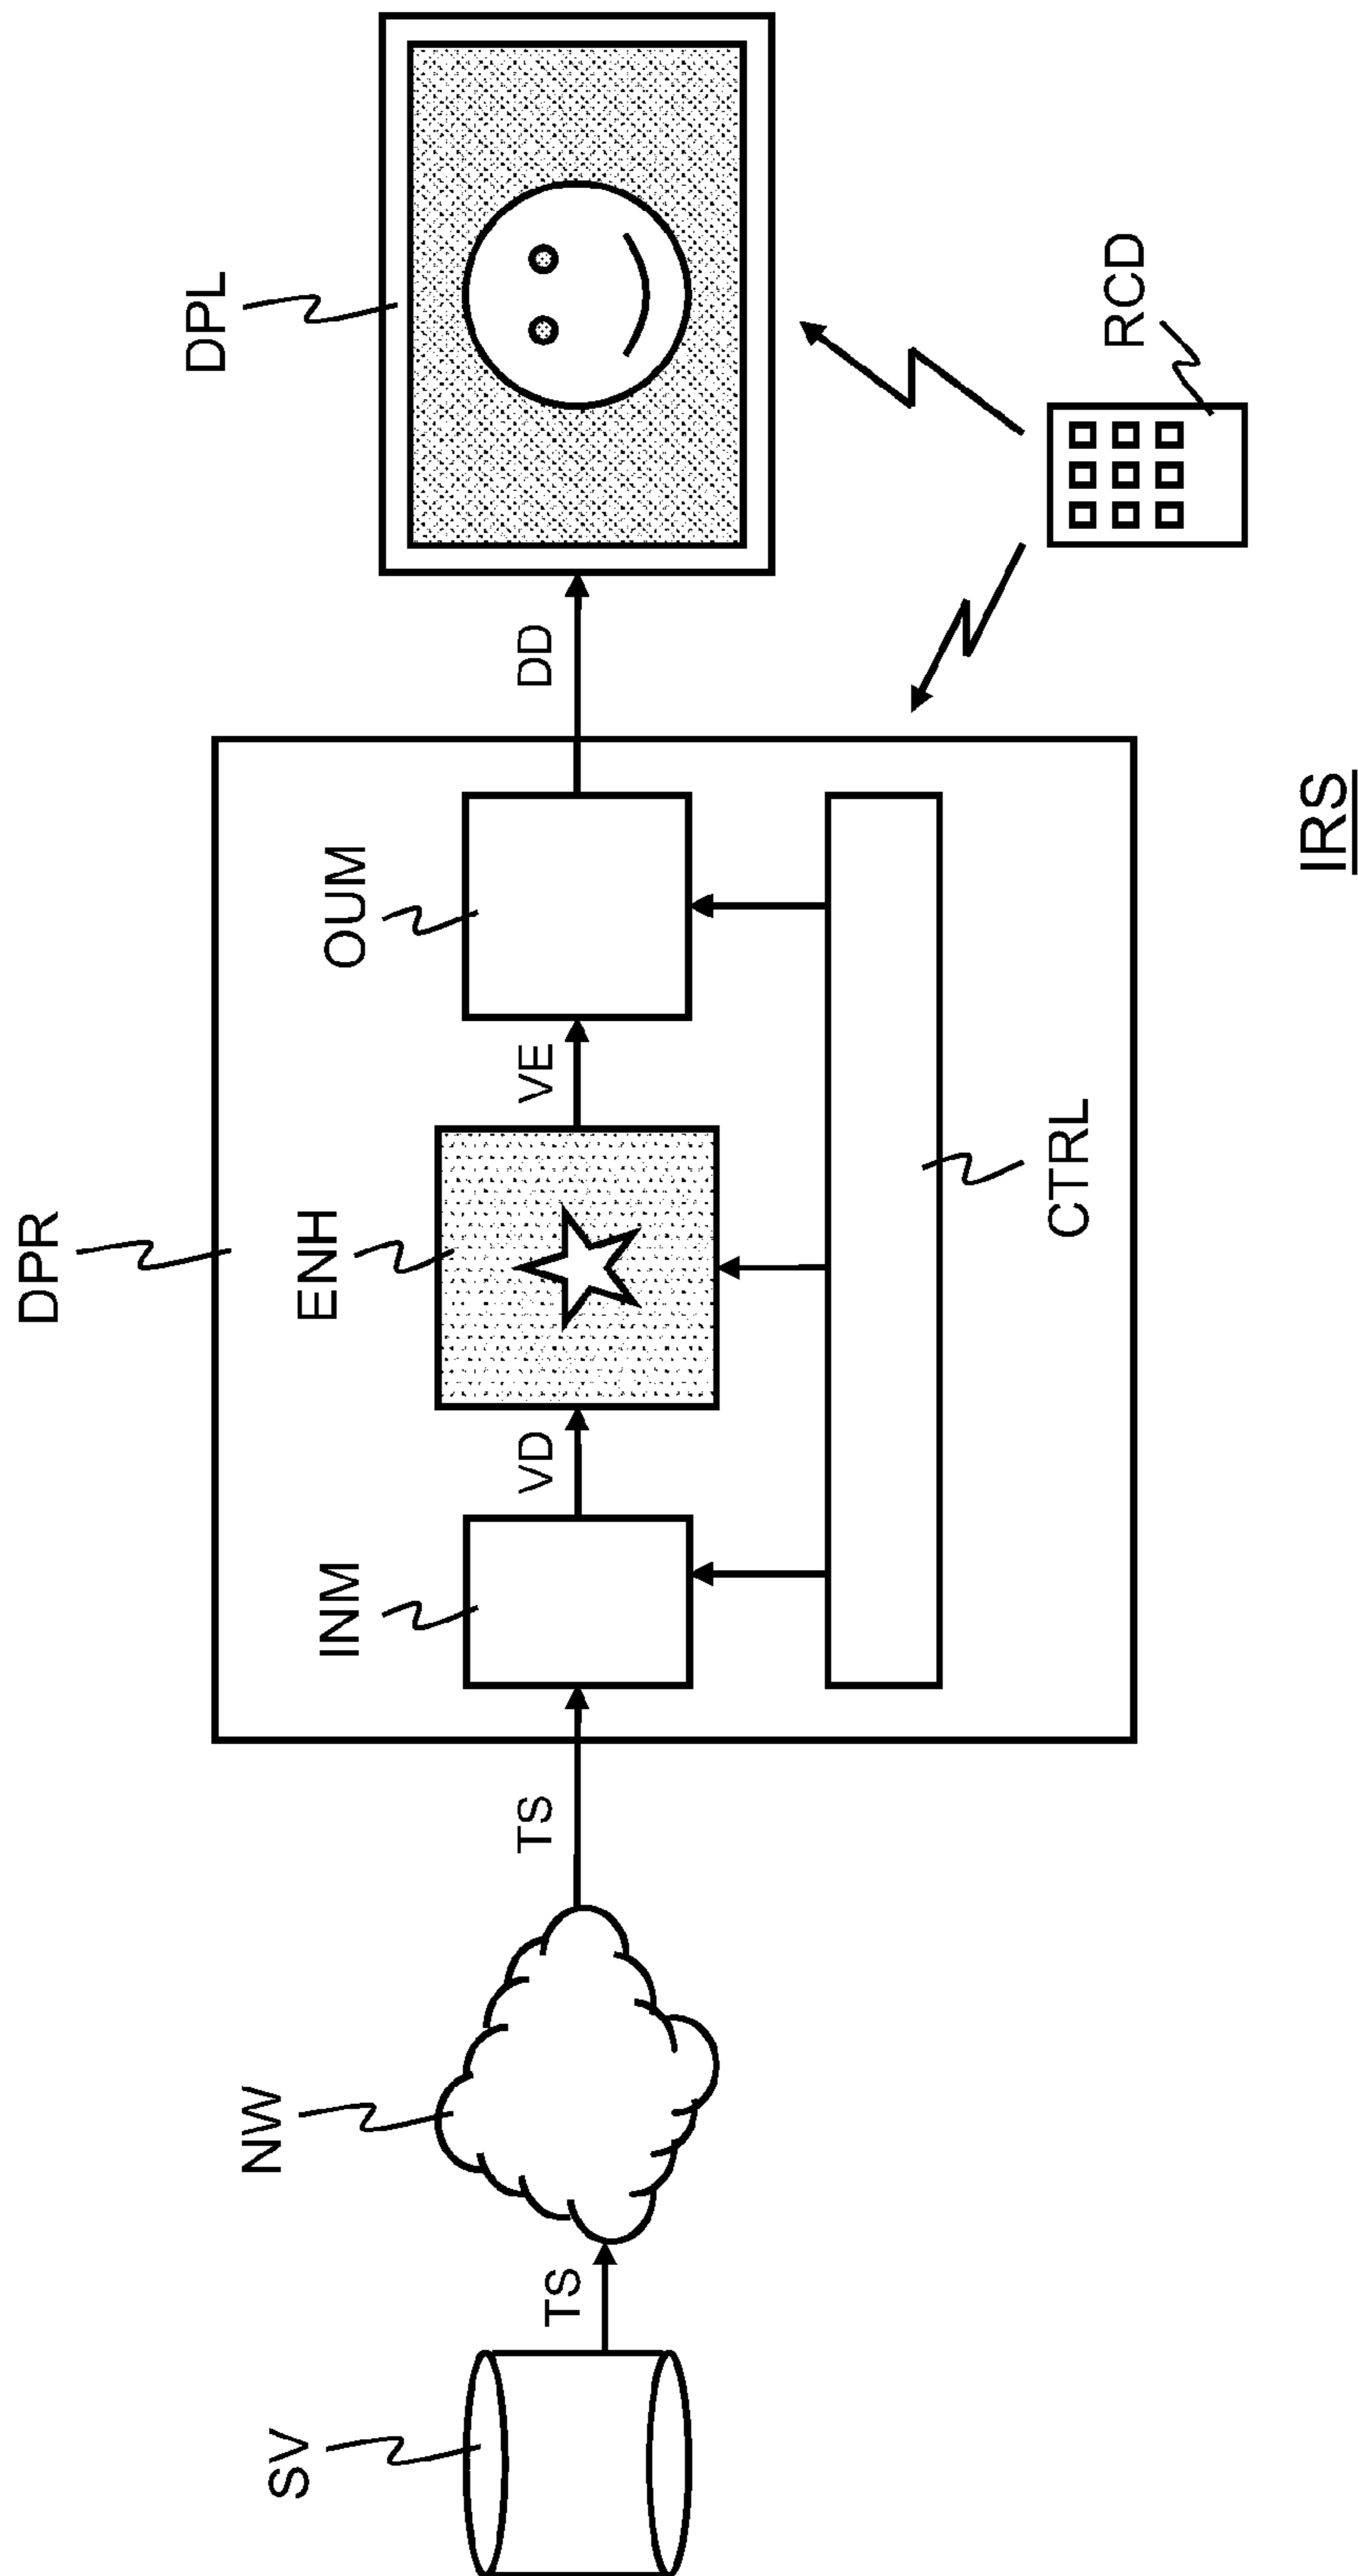 SV
TS
NW
TS
DPR
INM
VD
ENH
VE
OUM
CTRL
DD
DPL
RCD
IRS